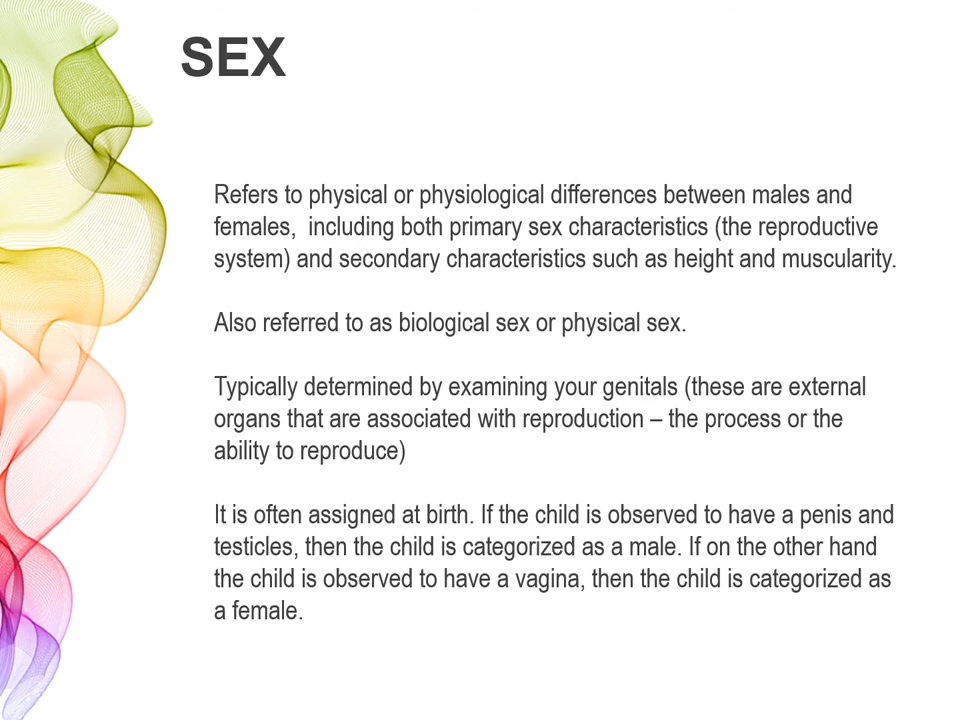 SEX
Refers to physical or physiological differences between males and
females,  including both primary sex characteristics (the reproductive
system) and secondary characteristics such as height and muscularity.
Also referred to as biological sex or physical sex.
Typically determined by examining your genitals (these are external
organs that are associated with reproduction – the process or the
ability to reproduce)
It is often assigned at birth. If the child is observed to have a penis and
testicles, then the child is categorized as a male. If on the other hand
the child is observed to have a vagina, then the child is categorized as
a female.